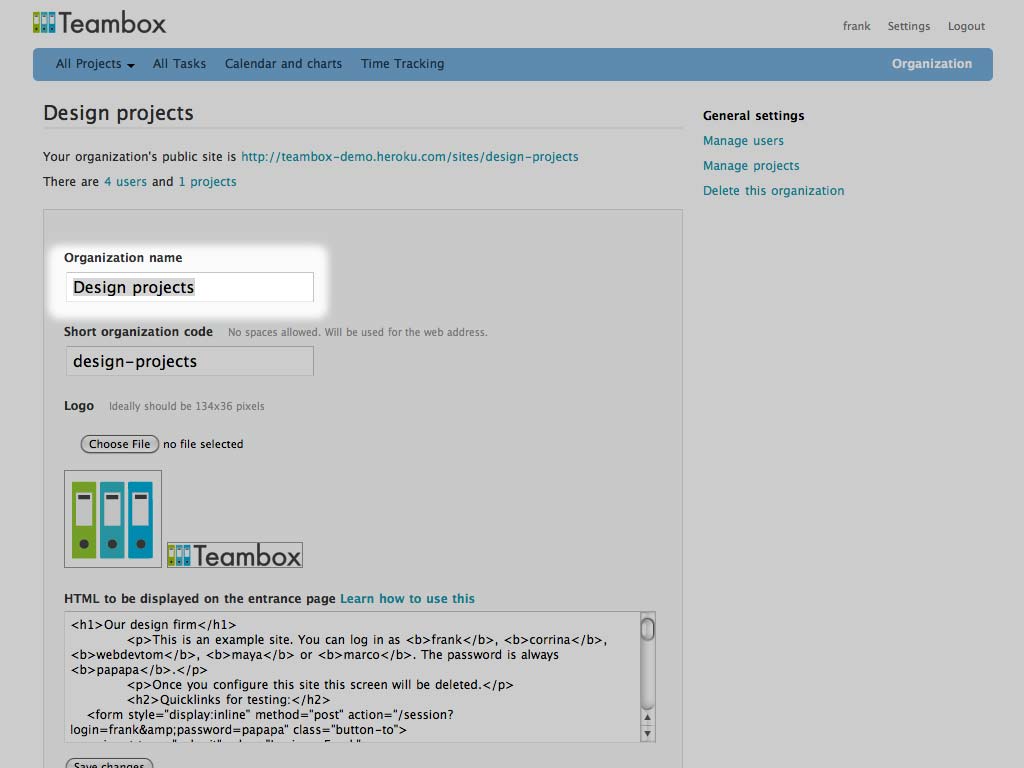 Teambox
frank Settings Logout
All Projects All Tasks Calendar and charts Time Tracking Organization
Design projects
Your organization's public site is http://teambox-demo.heroku.com/sites/design-projects
There are 4 users and 1 projects
General settings
Manage users
Manage projects
Delete this organization
Organization name
Design projects
Short organization code No spaces allowed. Will be used for the web address.
design-projects
Logo Ideally should be 134x36 pixels
Choose File no file selected
Teambox
HTML to be displayed on the entrance page Learn how to use this
<h1>Our design firm</h1>
<p>This is an example site. You can log in as <b>frank</b>, <b>corrina</b>,
<b>webdevtom</b>, <b>maya</b> or <b>marco</b>. The password is always
<b>papapa</b>.</p>
<p>Once you configure this site this screen will be deleted.</p>
<h2>Quicklinks for testing:</h2>
<form style="display:inline" method="post" action="/session?
login=frank&amp;password=papapa" class="button-to">
Save changes